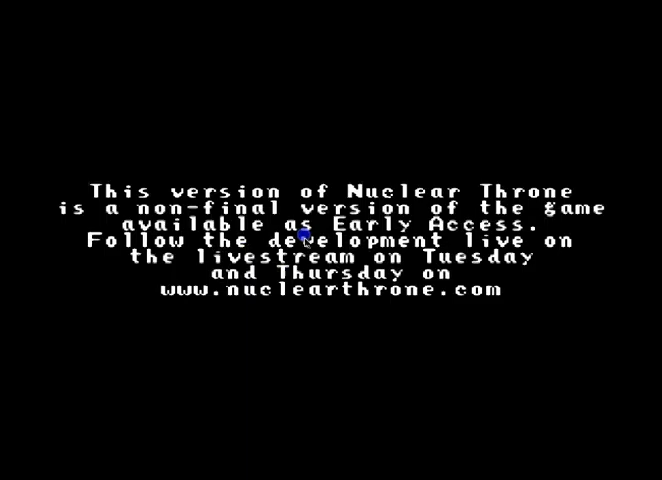 This version of Nuclear Throne
is a non-final version of the game
available as Early Access.
Follow the development live on
the livestream on Tuesday
and Thursday on
www.nuclearthrone.com